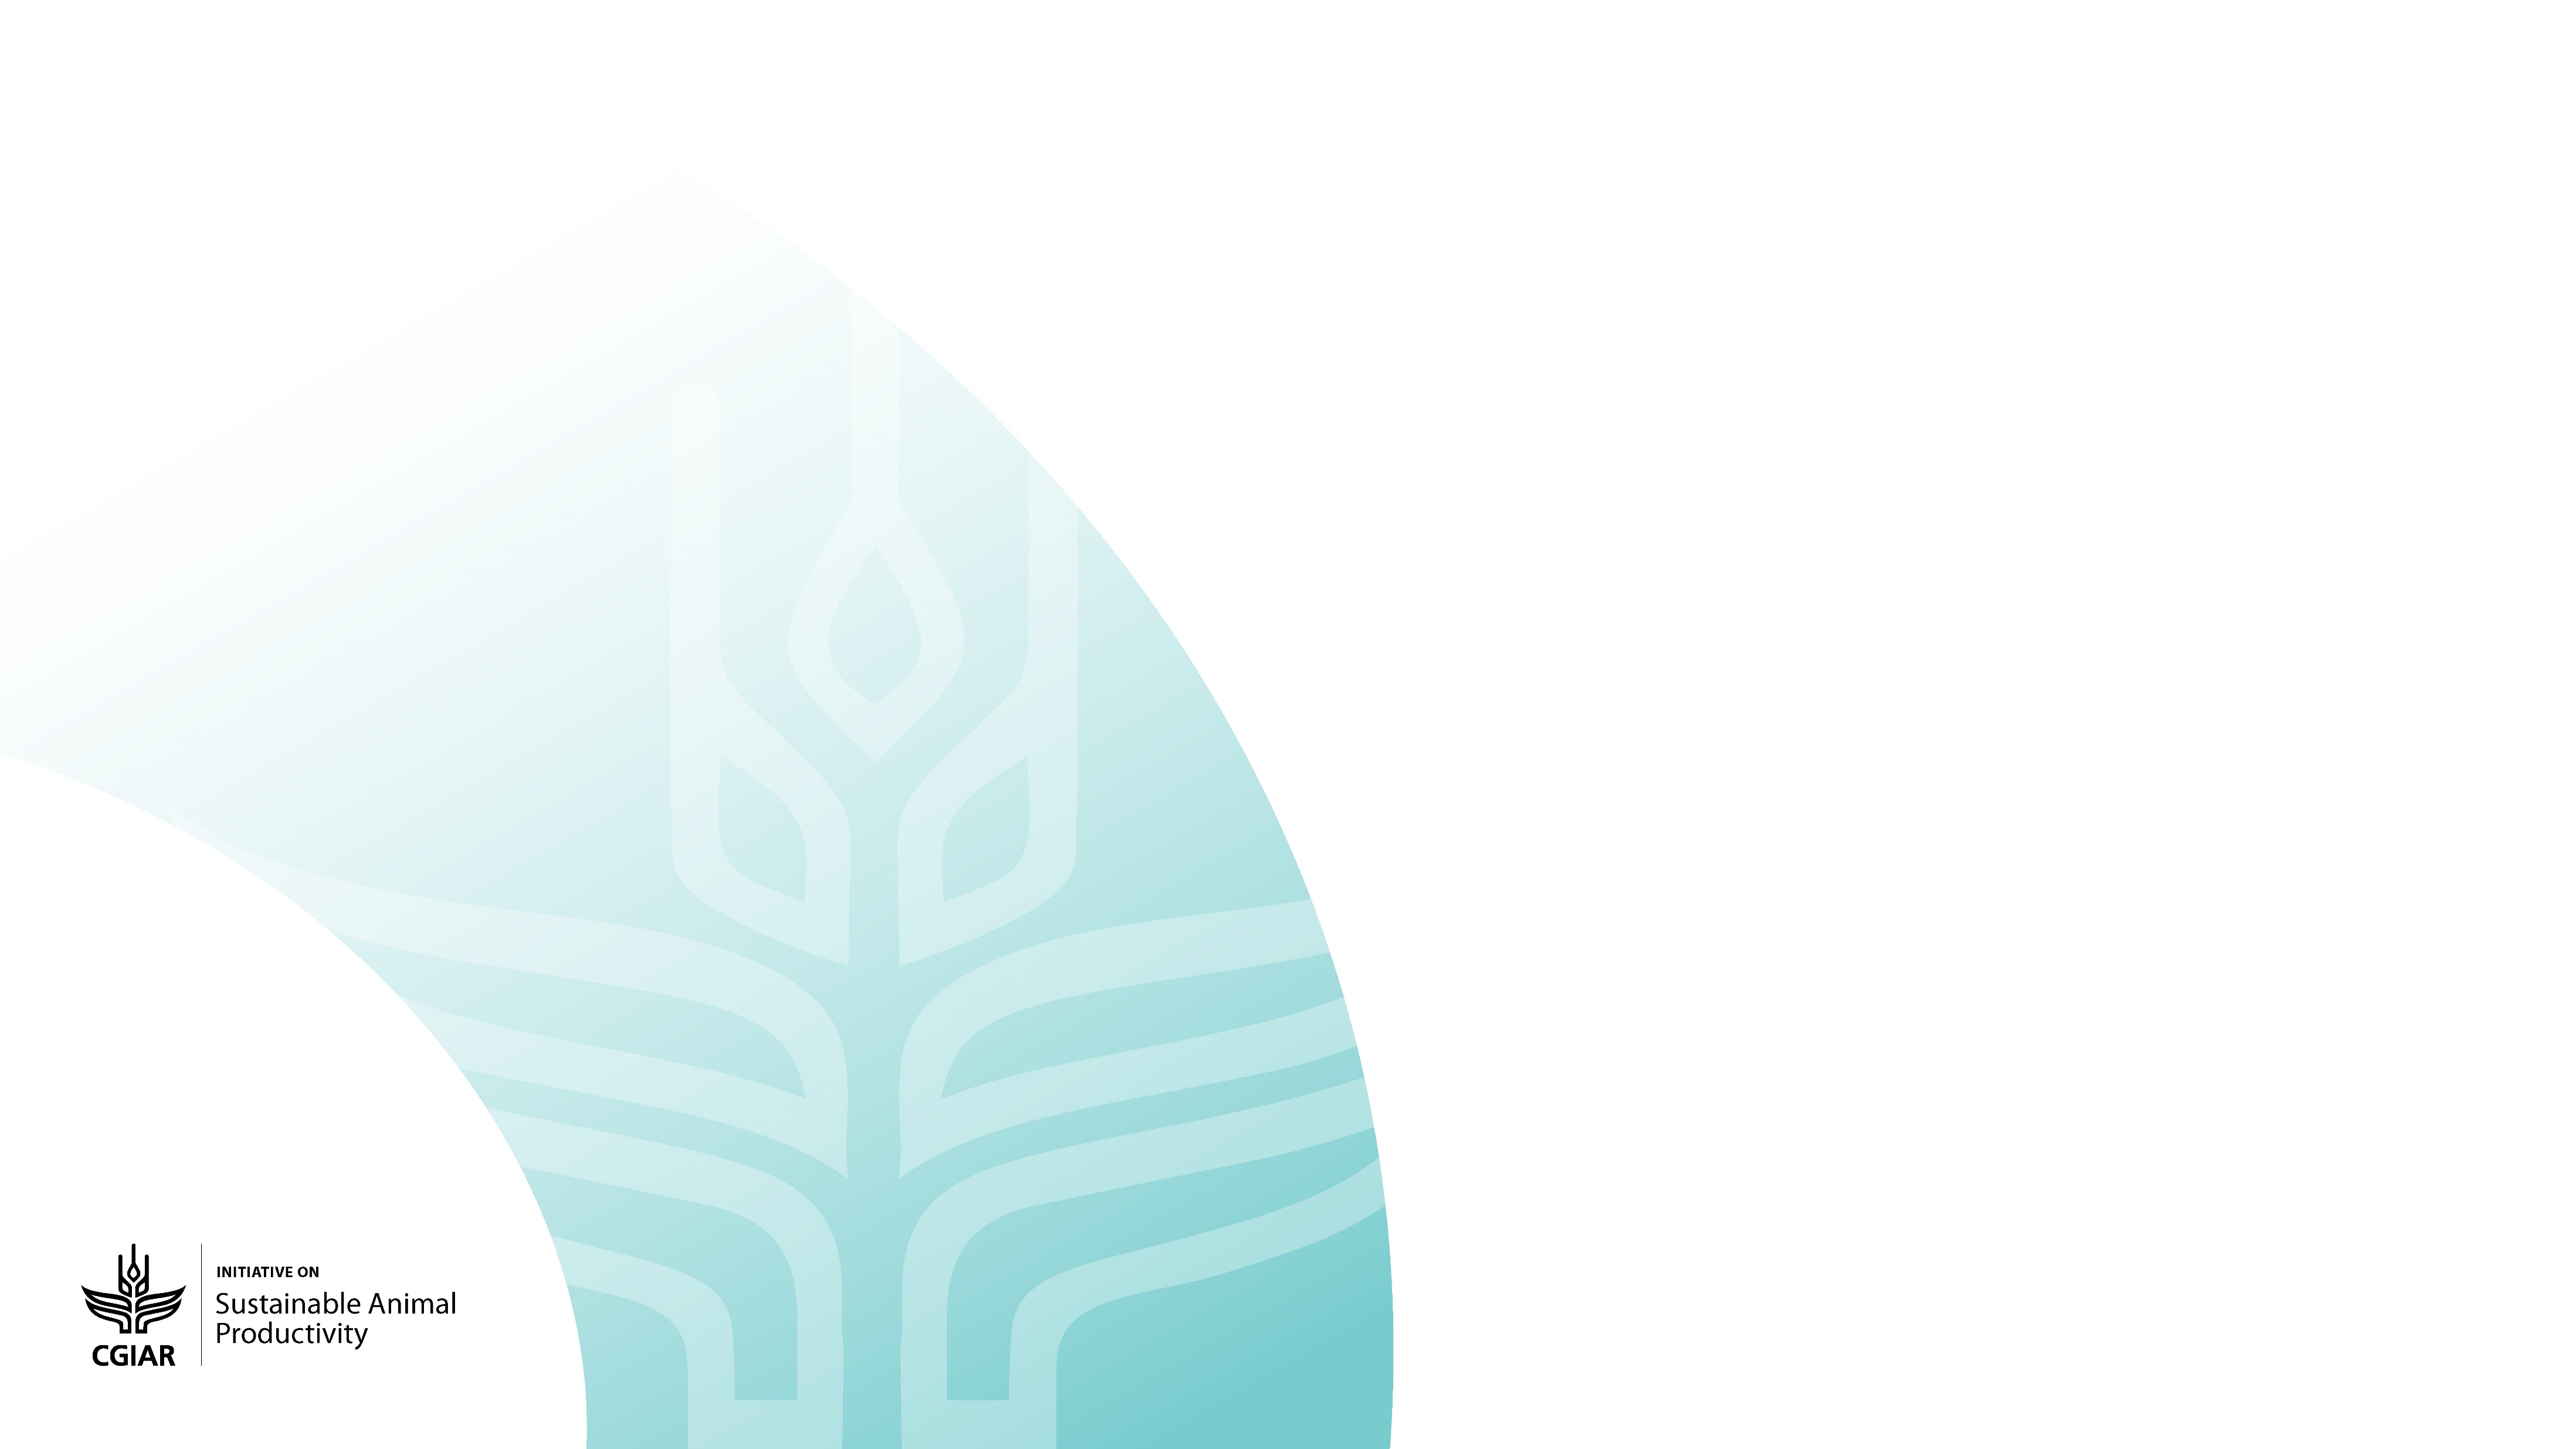 INITIATIVE ON
Sustainable Animal
Productivity
CGIAR